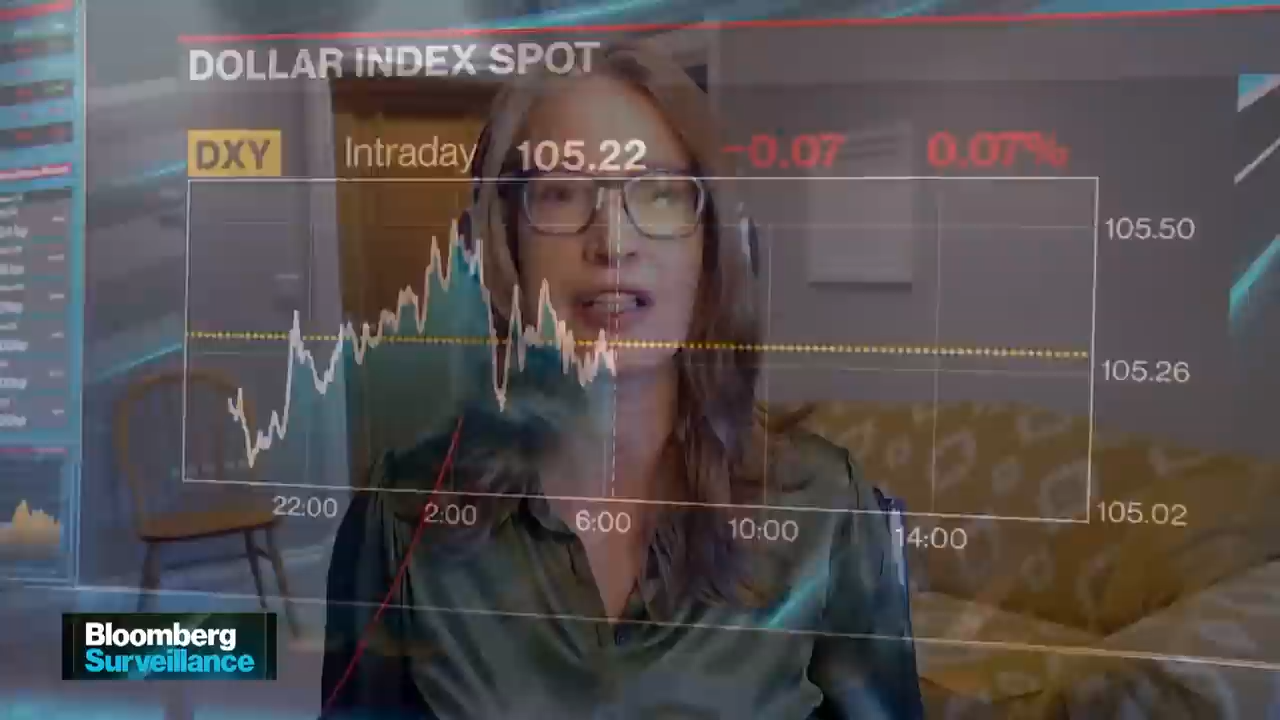 DOLLAR INDEX SPOT
DXY Intraday 105.22 -0.07 0.07%
105.50
105.26
105.02
22:00 2:00 6:00 10:00 14:00
Bloomberg
Surveillance